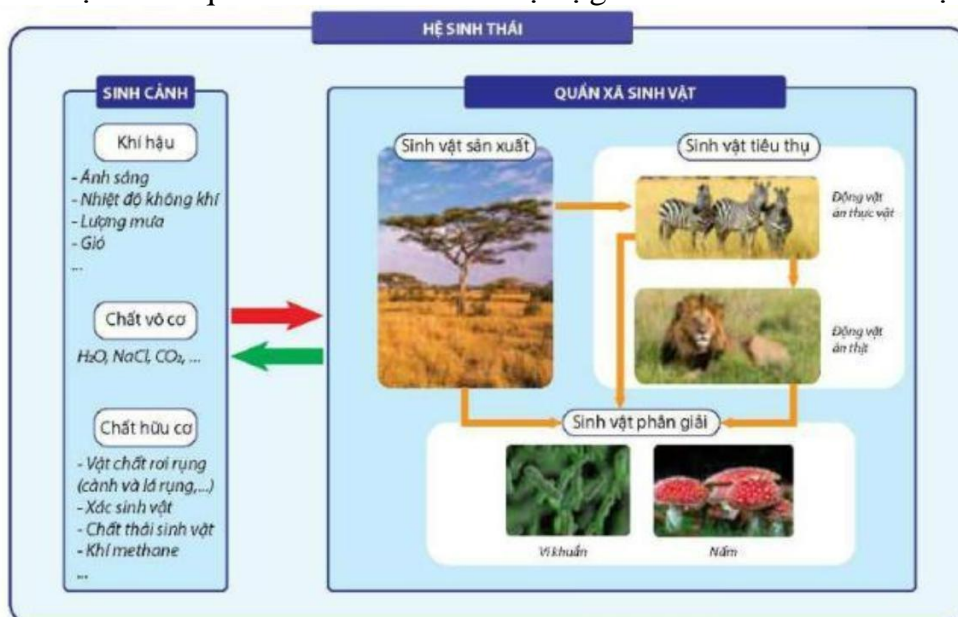 HỆ SINH THÁI
SINH CẢNH
Khí hậu
- Ánh sáng
- Nhiệt độ không khí
- Lượng mưa
- Gió
...
Chất vô cơ
H₂O, NaCl, CO₂, ...
Chất hữu cơ
- Vật chất rơi rụng
(cành và lá rụng,...)
- Xác sinh vật
- Chất thải sinh vật
- Khí methane
...
QUẦN XÃ SINH VẬT
Sinh vật sản xuất
Sinh vật tiêu thụ
Động vật
ăn thực vật
Động vật
ăn thịt
Sinh vật phân giải
Vi khuẩn
Nấm